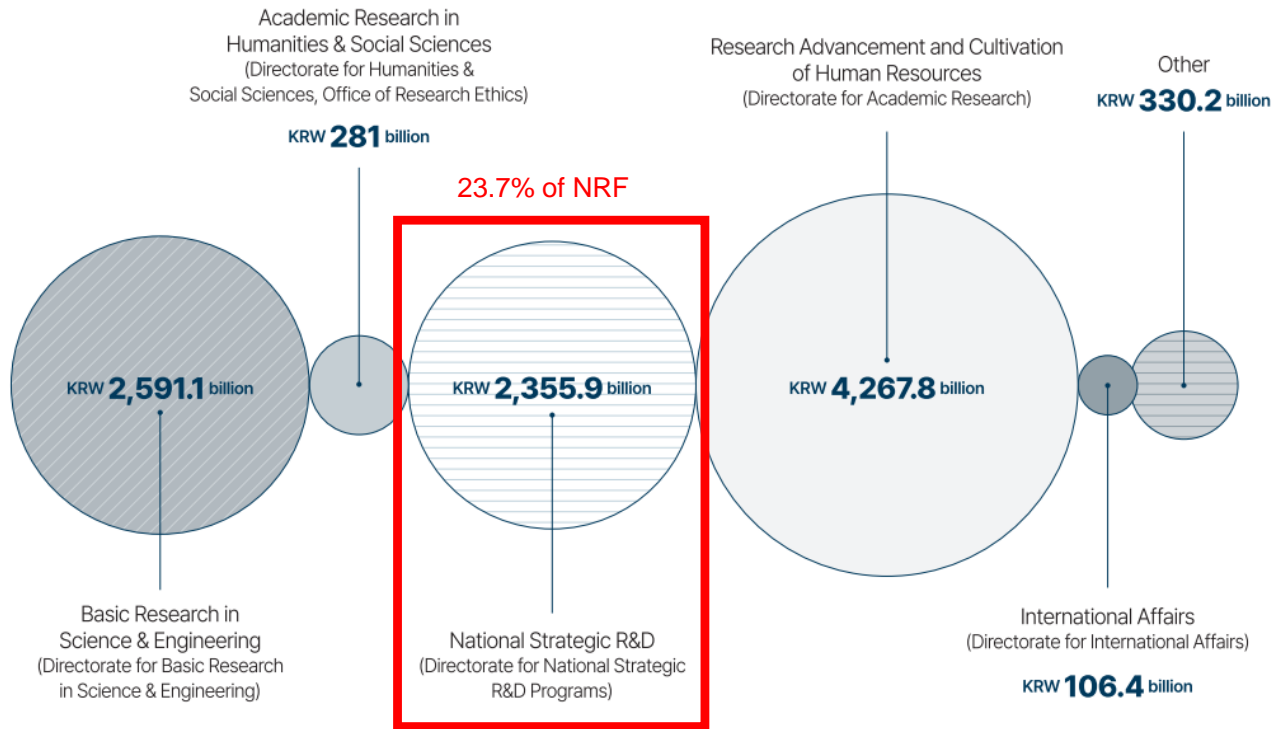 Academic Research in
Humanities & Social Sciences
(Directorate for Humanities &
Social Sciences, Office of Research Ethics)
KRW 281 billion
Research Advancement and Cultivation
of Human Resources
(Directorate for Academic Research)
Other
KRW 330.2 billion
23.7% of NRF
KRW 2,591.1 billion
KRW 2,355.9 billion
KRW 4,267.8 billion
Basic Research in
Science & Engineering
(Directorate for Basic Research
in Science & Engineering)
National Strategic R&D
(Directorate for National Strategic
R&D Programs)
International Affairs
(Directorate for International Affairs)
KRW 106.4 billion